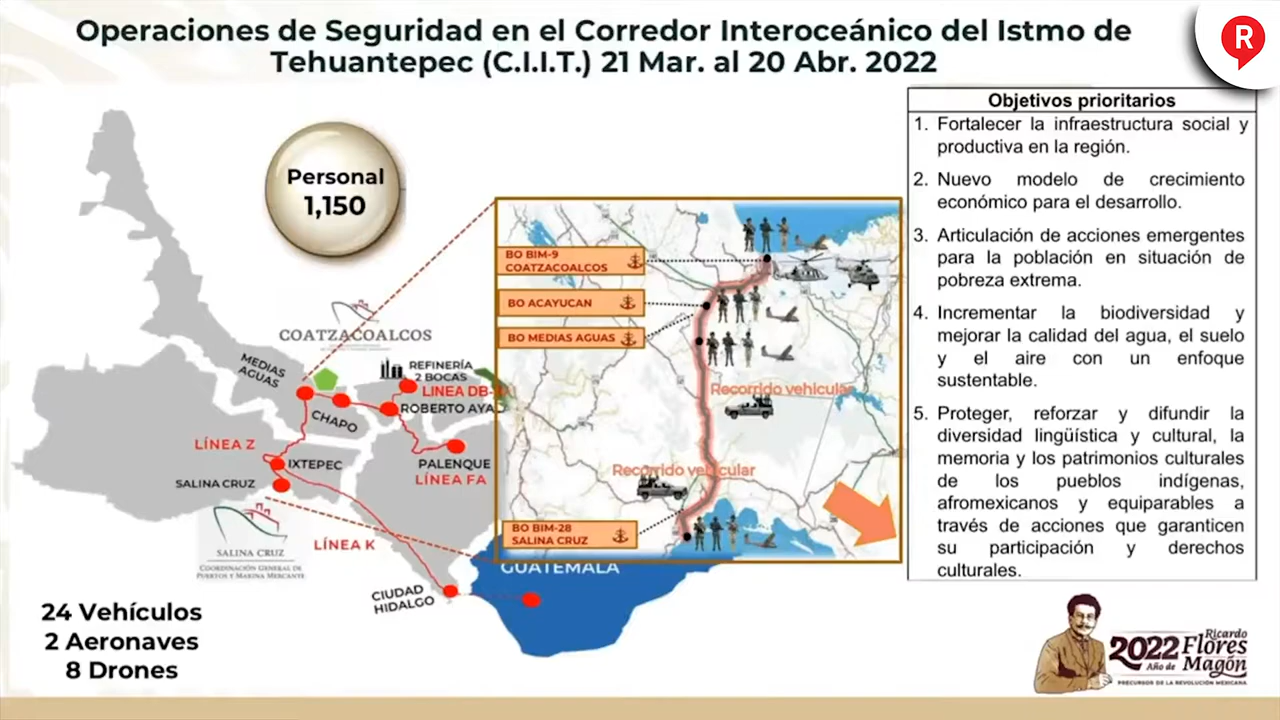 Operaciones de Seguridad en el Corredor Interoceánico del Istmo de
Tehuantepec (C.I.I.T.) 21 Mar. al 20 Abr. 2022
R
Personal
1,150
COATZACOALCOS
MEDIAS
AGUAS
REFINERÍA
2 BOCAS
LINEA DB
ROBERTO AYA
CHAPO
LÍNEA Z
IXTEPEC
PALENQUE
LÍNEA FA
SALINA CRUZ
SALINA CRUZ
COORDINACIÓN GENERAL DE
PUERTOS Y MARINA MERCANTE
LÍNEA K
CIUDAD
HIDALGO
GUATEMALA
24 Vehículos
2 Aeronaves
8 Drones
BO BIM-9
COATZACOALCOS
BO ACAYUCAN
BO MEDIAS AGUAS
Recorrido vehicular
Recorrido vehicular
BO BIM-28
SALINA CRUZ
Objetivos prioritarios
1. Fortalecer la infraestructura social y
productiva en la región.
2. Nuevo modelo de crecimiento
económico para el desarrollo.
3. Articulación de acciones emergentes
para la población en situación de
pobreza extrema.
4. Incrementar la biodiversidad y
mejorar la calidad del agua, el suelo
y el aire con un enfoque
sustentable.
5. Proteger, reforzar y difundir la
diversidad lingüística y cultural, la
memoria y los patrimonios culturales
de los pueblos indígenas,
afromexicanos y equiparables a
través de acciones que garanticen
su participación y derechos
culturales.
2022 Ricardo
Flores
Año de Magón
PRECURSOR DE LA REVOLUCIÓN MEXICANA